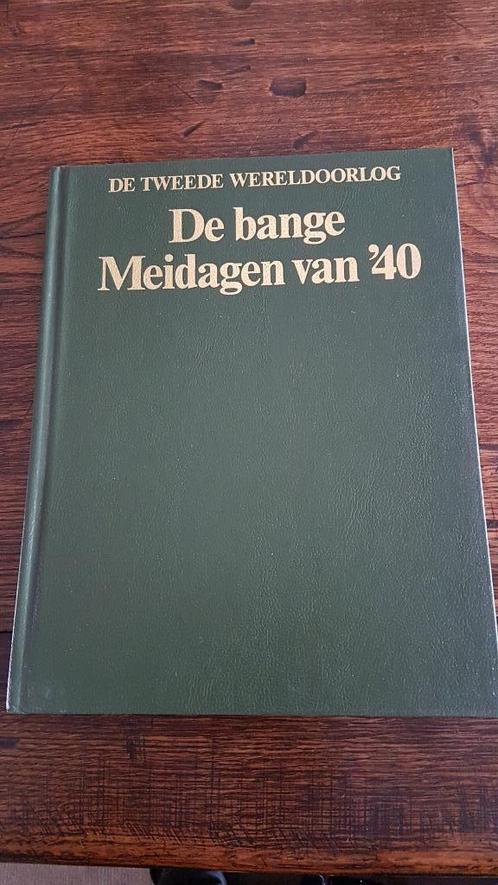 DE TWEEDE WERELDOORLOG
De bange
Meidagen van '40